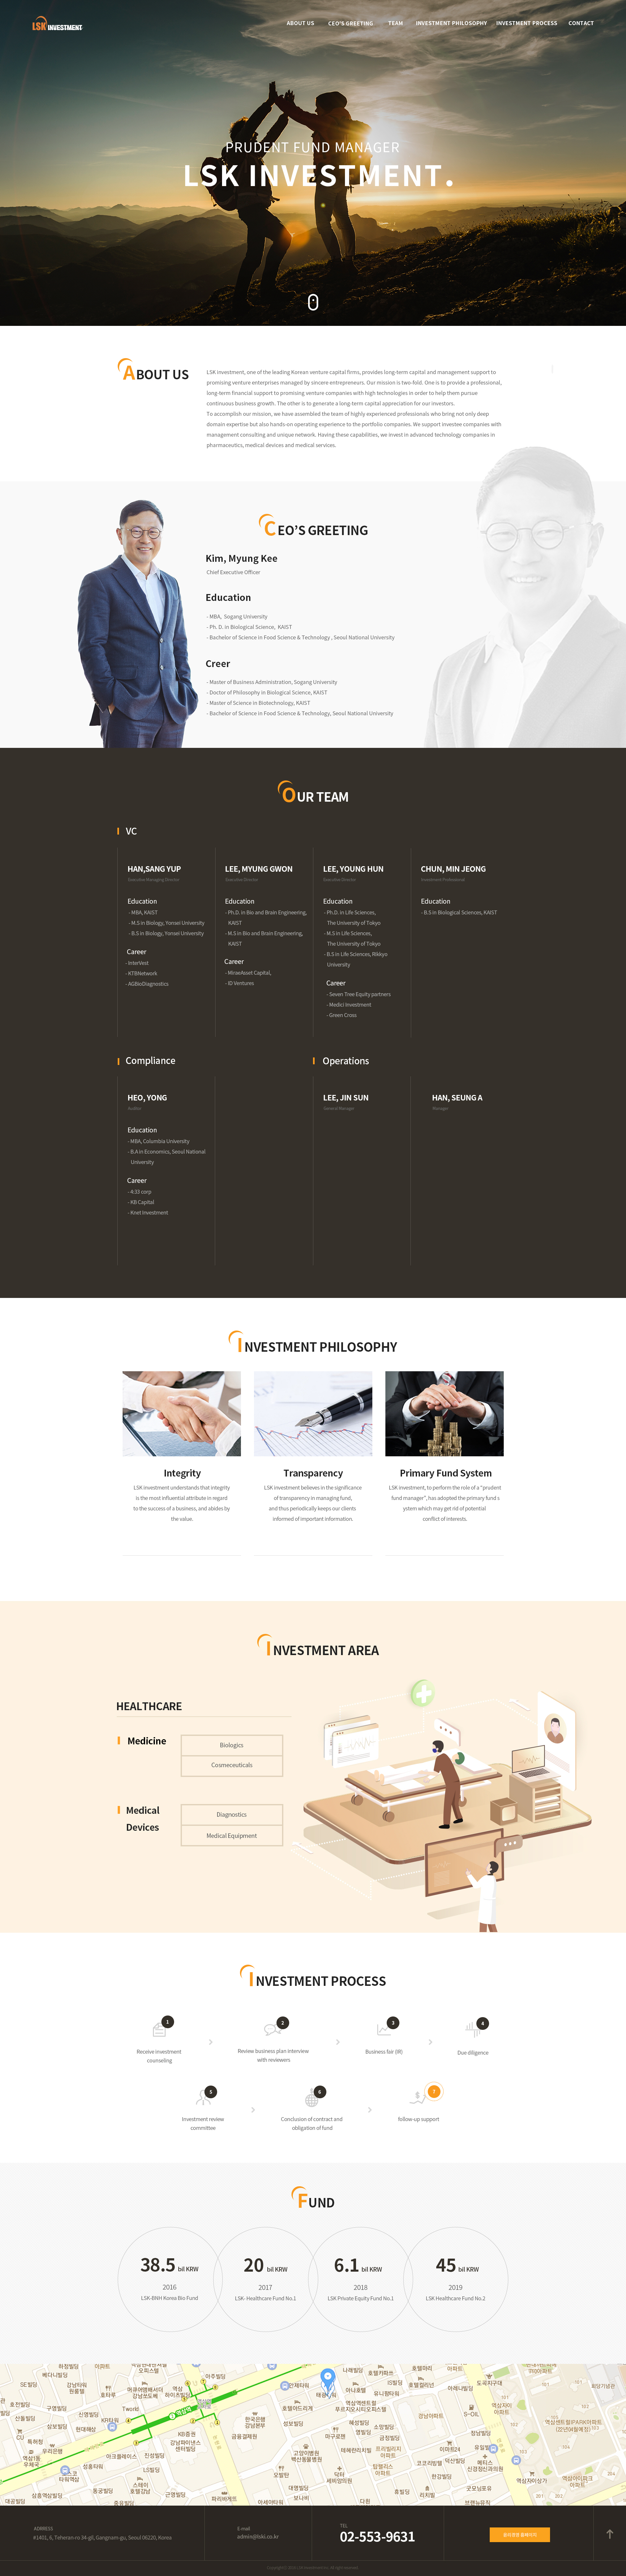 LSK INVESTMENT
ABOUT US
CEO'S GREETING
TEAM
INVESTMENT PHILOSOPHY
INVESTMENT PROCESS
CONTACT
PRUDENT FUND MANAGER
LSK INVESTMENT.
ABOUT US
LSK investment, one of the leading Korean venture capital firms, provides long-term capital and management support to
promising venture enterprises managed by sincere entrepreneurs. Our mission is two-fold. One is to provide a professional,
long-term financial support to promising venture companies with high technologies in order to help them pursue
continuous business growth. The other is to generate a long-term capital appreciation for our investors.
To accomplish our mission, we have assembled the team of highly experienced professionals who bring not only deep
domain expertise but also hands-on operating experience to the portfolio companies. We support investee companies with
management consulting and unique network. Having these capabilities, we invest in advanced technology companies in
pharmaceutics, medical devices and medical services.
CEO'S GREETING
Kim, Myung Kee
Chief Executive Officer
Education
- MBA, Sogang University
- Ph. D. in Biological Science, KAIST
- Bachelor of Science in Food Science & Technology , Seoul National University
Creer
- Master of Business Administration, Sogang University
- Doctor of Philosophy in Biological Science, KAIST
- Master of Science in Biotechnology, KAIST
- Bachelor of Science in Food Science & Technology, Seoul National University
OUR TEAM
VC
HAN,SANG YUP
Executive Managing Director
Education
- MBA, KAIST
- M.S in Biology, Yonsei University
- B.S in Biology, Yonsei University
Career
- InterVest
- KTBNetwork
- AGBioDiagnostics
LEE, MYUNG GWON
Executive Director
Education
- Ph.D. in Bio and Brain Engineering,
KAIST
- M.S in Bio and Brain Engineering,
KAIST
Career
- MiraeAsset Capital,
- ID Ventures
LEE, YOUNG HUN
Executive Director
Education
- Ph.D. in Life Sciences,
The University of Tokyo
- M.S in Life Sciences,
The University of Tokyo
- B.S in Life Sciences, Rikkyo
University
Career
- Seven Tree Equity partners
- Medici Investment
- Green Cross
CHUN, MIN JEONG
Investment Professional
Education
- B.S in Biological Sciences, KAIST
Compliance
HEO, YONG
Auditor
Education
- MBA, Columbia University
- B.A in Economics, Seoul National
University
Career
- 4:33 corp
- KB Capital
- Knet Investment
Operations
LEE, JIN SUN
General Manager
HAN, SEUNG A
Manager
INVESTMENT PHILOSOPHY
Integrity
LSK investment understands that integrity
is the most influential attribute in regard
to the success of a business, and abides by
the value.
Transparency
LSK investment believes in the significance
of transparency in managing fund,
and thus periodically keeps our clients
informed of important information.
Primary Fund System
LSK investment, to perform the role of a "prudent
fund manager", has adopted the primary fund s
ystem which may get rid of potential
conflict of interests.
INVESTMENT AREA
HEALTHCARE
Medicine
Biologics
Cosmeceuticals
Medical
Devices
Diagnostics
Medical Equipment
INVESTMENT PROCESS
1
Receive investment
counseling
2
Review business plan interview
with reviewers
3
Business fair (IR)
4
Due diligence
5
Investment review
committee
6
Conclusion of contract and
obligation of fund
7
follow-up support
FUND
38.5 bil KRW
2016
LSK-BNH Korea Bio Fund
20 bil KRW
2017
LSK- Healthcare Fund No.1
6.1 bil KRW
2018
LSK Private Equity Fund No.1
45 bil KRW
2019
LSK Healthcare Fund No.2
ADRRESS
#1401, 6, Teheran-ro 34-gil, Gangnam-gu, Seoul 06220, Korea
E-mail
admin@lski.co.kr
TEL
02-553-9631